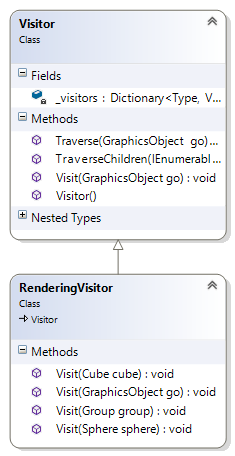 Visitor
Class
Fields
_visitors : Dictionary<Type, V...
Methods
Traverse(GraphicsObject go)...
TraverseChildren(IEnumerabl...
Visit(GraphicsObject go) : void
Visitor()
Nested Types
RenderingVisitor
Class
Visitor
Methods
Visit(Cube cube) : void
Visit(GraphicsObject go) : void
Visit(Group group) : void
Visit(Sphere sphere) : void